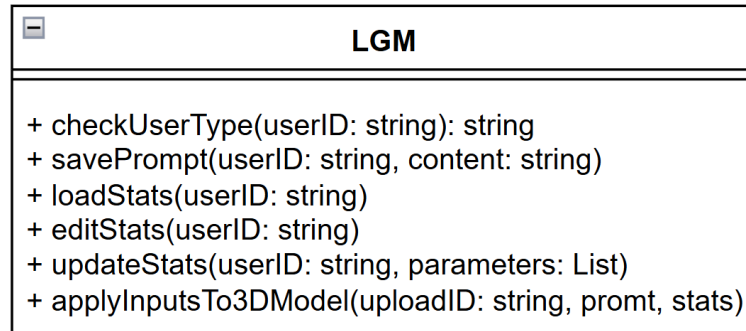 LGM
+ checkUserType(userID: string): string
+ savePrompt(userID: string, content: string)
+ loadStats(userID: string)
+ editStats(userID: string)
+ updateStats(userID: string, parameters: List)
+ applyInputsTo3DModel(uploadID: string, promt, stats)